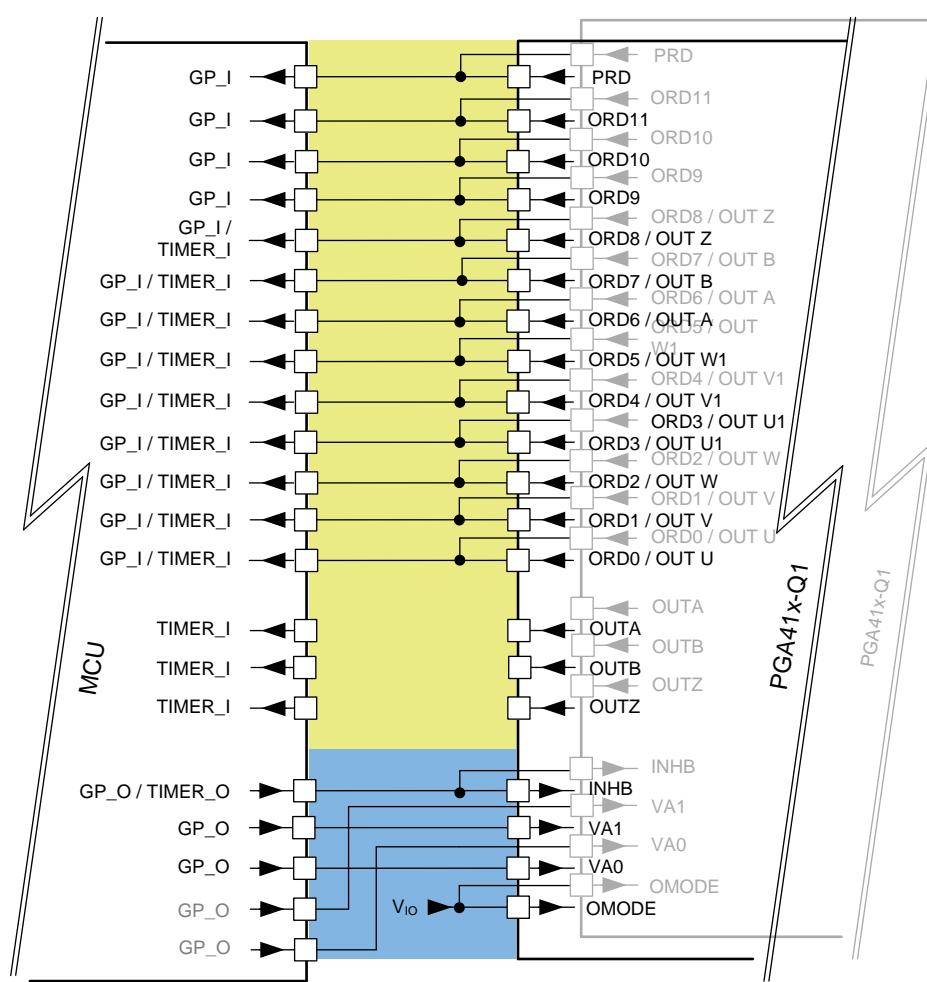 PRD
GP_I
PRD
ORD11
GP_I
ORD11
ORD10
GP_I
ORD10
ORD9
GP_I
ORD9
ORD8 / OUT Z
GP_I /
TIMER_I
ORD8 / OUT Z
ORD7 / OUT B
GP_I / TIMER_I
ORD7 / OUT B
ORD6 / OUT A
GP_I / TIMER_I
ORD6 / OUT A
ORD5 / OUT
W1
GP_I / TIMER_I
ORD5 / OUT W1
ORD4 / OUT V1
GP_I / TIMER_I
ORD4 / OUT V1
ORD3 / OUT U1
GP_I / TIMER_I
ORD3 / OUT U1
ORD2 / OUT W
GP_I / TIMER_I
ORD2 / OUT W
ORD1 / OUT V
GP_I / TIMER_I
ORD1 / OUT V
ORD0 / OUT U
GP_I / TIMER_I
ORD0 / OUT U
OUTA
TIMER_I
OUTA
OUTB
TIMER_I
OUTB
OUTZ
TIMER_I
OUTZ
MCU
PGA41x-Q1
PGA41x-Q1
INHB
GP_O / TIMER_O
INHB
VA1
GP_O
VA1
VA0
GP_O
VA0
OMODE
GP_O
VIO
OMODE
GP_O